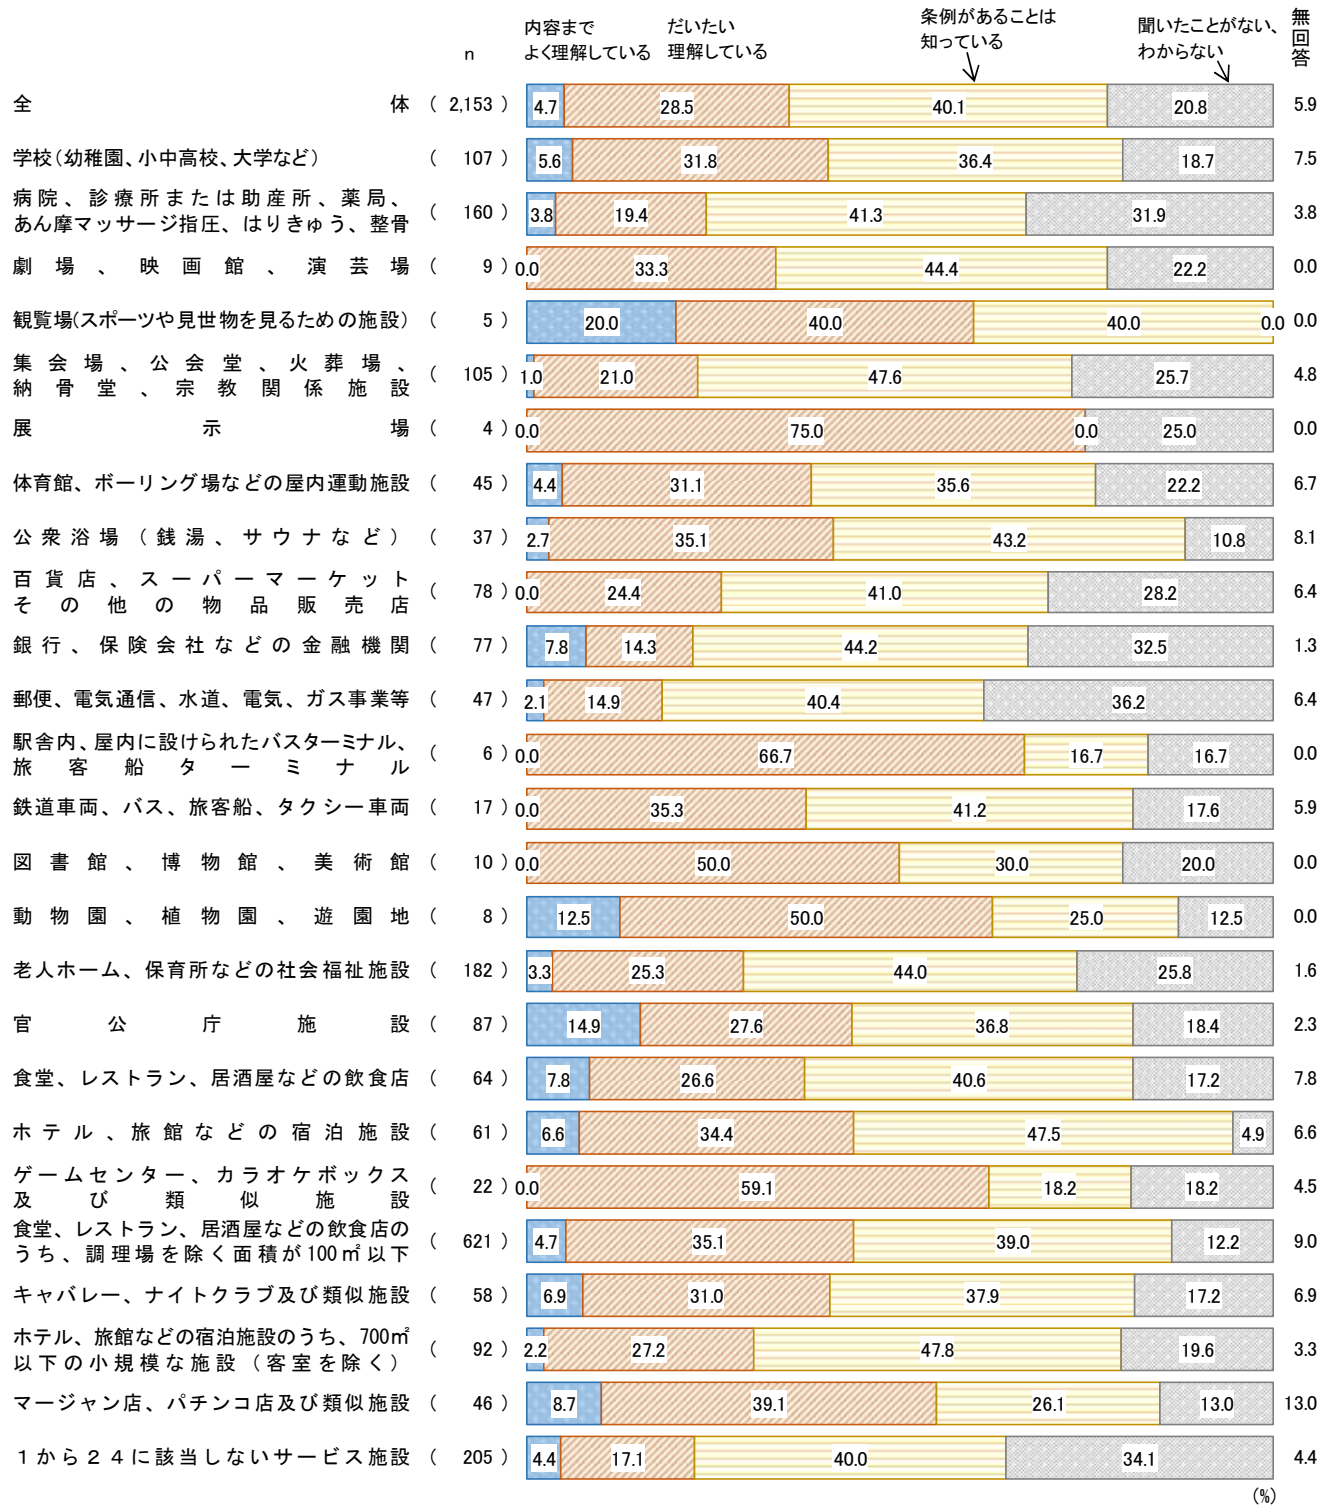 内容まで
よく理解している
だいたい
理解している
条例があることは
知っている
聞いたことがない、
わからない
無回答
n
全体 ( 2,153 ) 4.7 28.5 40.1 20.8 5.9
学校(幼稚園、小中高校、大学など) ( 107 ) 5.6 31.8 36.4 18.7 7.5
病院、診療所または助産所、薬局、
あん摩マッサージ指圧、はりきゅう、整骨 ( 160 ) 3.8 19.4 41.3 31.9 3.8
劇場、映画館、演芸場 ( 9 ) 0.0 33.3 44.4 22.2 0.0
観覧場(スポーツや見世物を見るための施設) ( 5 ) 20.0 40.0 40.0 0.0 0.0
集会場、公会堂、火葬場、
納骨堂、宗教関係施設 ( 105 ) 1.0 21.0 47.6 25.7 4.8
展示場 ( 4 ) 0.0 75.0 0.0 25.0 0.0
体育館、ボーリング場などの屋内運動施設 ( 45 ) 4.4 31.1 35.6 22.2 6.7
公衆浴場(銭湯、サウナなど) ( 37 ) 2.7 35.1 43.2 10.8 8.1
百貨店、スーパーマーケット
その他の物品販売店 ( 78 ) 0.0 24.4 41.0 28.2 6.4
銀行、保険会社などの金融機関 ( 77 ) 7.8 14.3 44.2 32.5 1.3
郵便、電気通信、水道、電気、ガス事業等 ( 47 ) 2.1 14.9 40.4 36.2 6.4
駅舎内、屋内に設けられたバスターミナル、
旅客船ターミナル ( 6 ) 0.0 66.7 16.7 16.7 0.0
鉄道車両、バス、旅客船、タクシー車両 ( 17 ) 0.0 35.3 41.2 17.6 5.9
図書館、博物館、美術館 ( 10 ) 0.0 50.0 30.0 20.0 0.0
動物園、植物園、遊園地 ( 8 ) 12.5 50.0 25.0 12.5 0.0
老人ホーム、保育所などの社会福祉施設 ( 182 ) 3.3 25.3 44.0 25.8 1.6
官公庁施設 ( 87 ) 14.9 27.6 36.8 18.4 2.3
食堂、レストラン、居酒屋などの飲食店 ( 64 ) 7.8 26.6 40.6 17.2 7.8
ホテル、旅館などの宿泊施設 ( 61 ) 6.6 34.4 47.5 4.9 6.6
ゲームセンター、カラオケボックス
及び類似施設 ( 22 ) 0.0 59.1 18.2 18.2 4.5
食堂、レストラン、居酒屋などの飲食店の
うち、調理場を除く面積が100㎡以下 ( 621 ) 4.7 35.1 39.0 12.2 9.0
キャバレー、ナイトクラブ及び類似施設 ( 58 ) 6.9 31.0 37.9 17.2 6.9
ホテル、旅館などの宿泊施設のうち、700㎡
以下の小規模な施設(客室を除く) ( 92 ) 2.2 27.2 47.8 19.6 3.3
マージャン店、パチンコ店及び類似施設 ( 46 ) 8.7 39.1 26.1 13.0 13.0
1から24に該当しないサービス施設 ( 205 ) 4.4 17.1 40.0 34.1 4.4
(%)